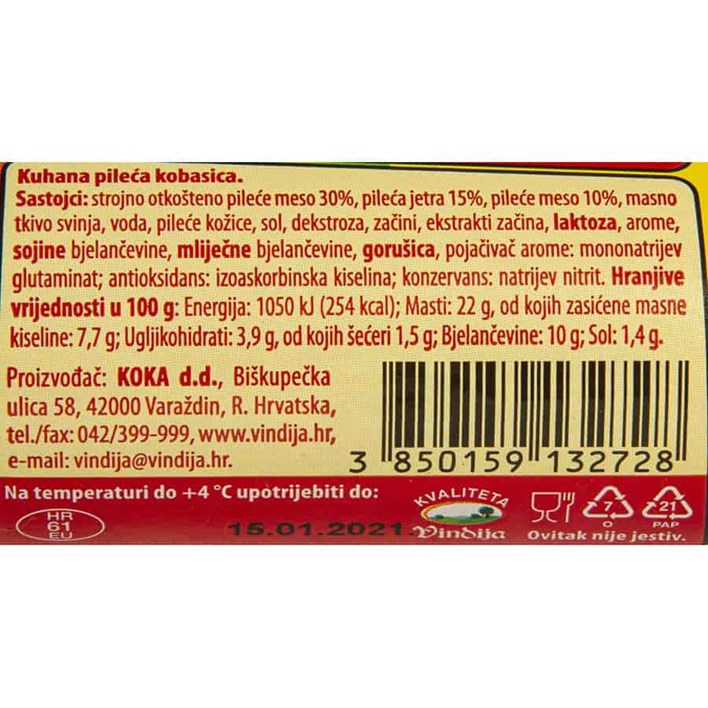 Kuhana pileća kobasica.
Sastojci: strojno otkošteno pileće meso 30%, pileća jetra 15%, pileće meso 10%, masno
tkivo svinja, voda, pileće kožice, sol, dekstroza, začini, ekstrakti začina, laktoza, arome,
sojine bjelančevine, mliječne bjelančevine, gorušica, pojačivač arome: mononatrijev
glutaminat; antioksidans: izoaskorbinska kiselina; konzervans: natrijev nitrit. Hranjive
vrijednosti u 100 g: Energija: 1050 kJ (254 kcal); Masti: 22 g, od kojih zasićene masne
kiseline: 7,7 g; Ugljikohidrati: 3,9 g, od kojih šećeri 1,5 g; Bjelančevine: 10 g; Sol: 1,4 g.
Proizvođač: KOKA d.d., Biškupečka
ulica 58, 42000 Varaždin, R. Hrvatska,
tel./fax: 042/399-999, www.vindija.hr,
e-mail: vindija@vindija.hr.
3 850159 132728
Na temperaturi do +4 °C upotrijebiti do:
HR
61
EU
15.01.2021.
KVALITETA
Vindija
7
O
21
PAP
Ovitak nije jestiv.